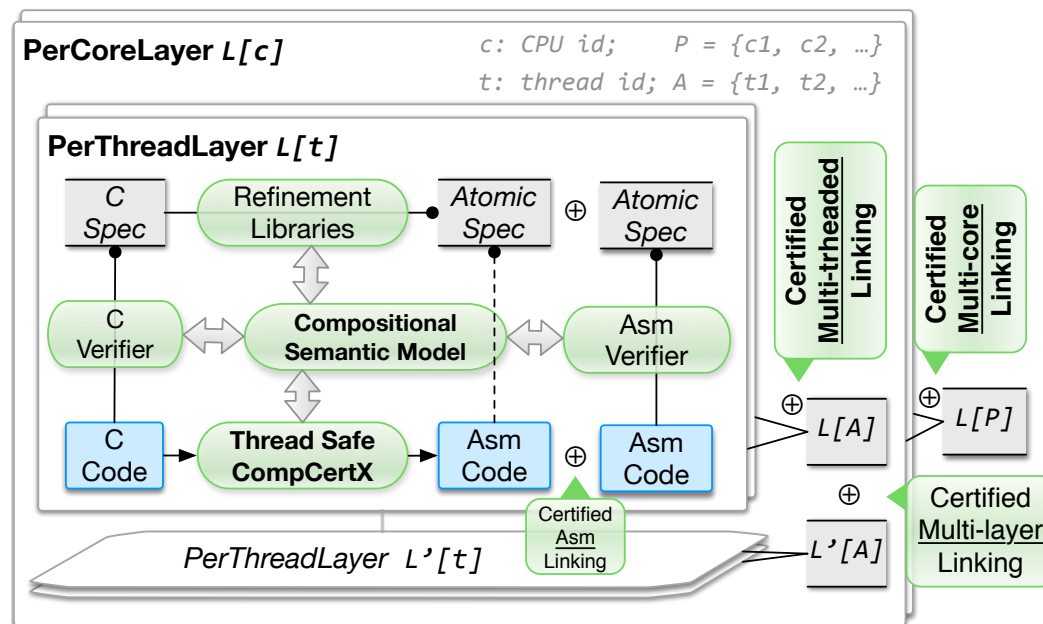 PerCoreLayer L[c]
c: CPU id; P = {c1, c2, …}
t: thread id; A = {t1, t2, …}
PerThreadLayer L[t]
C
Spec
Refinement
Libraries
Atomic
Spec
⊕
Atomic
Spec
C
Verifier
Compositional
Semantic Model
Asm
Verifier
C
Code
Thread Safe
CompCertX
Asm
Code
⊕
Asm
Code
Certified
Asm
Linking
Certified
Multi-trheaded
Linking
Certified
Multi-core
Linking
⊕
L[A]
⊕
L[P]
⊕
Certified
Multi-layer
Linking
PerThreadLayer L’[t]
L’[A]